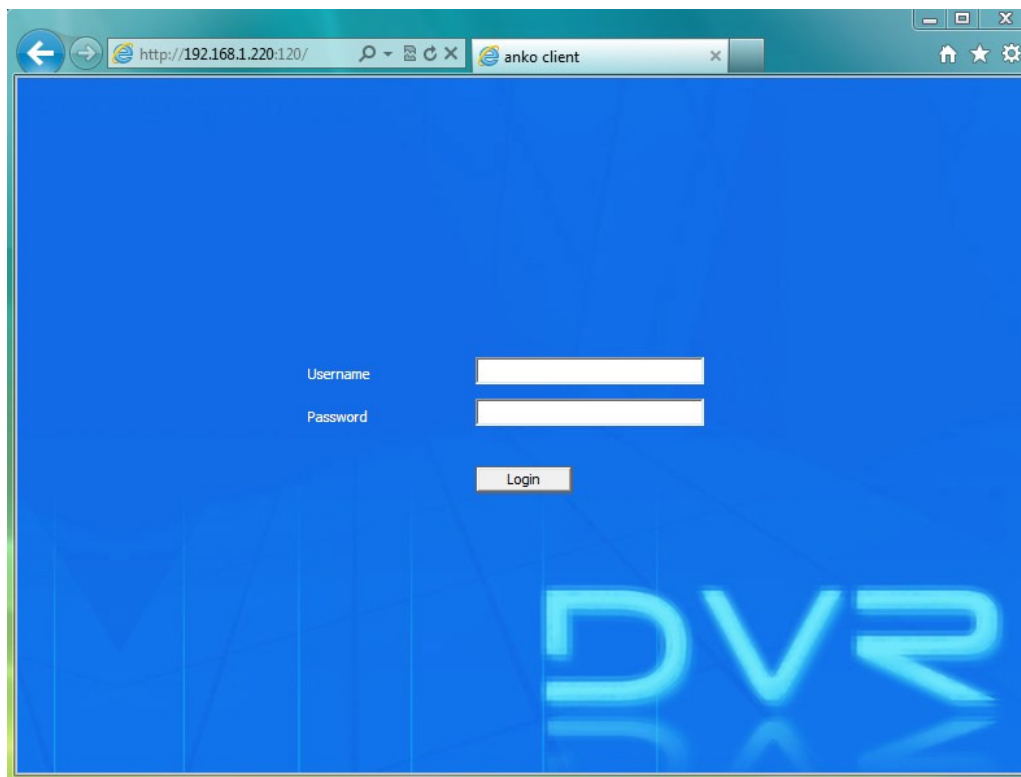 http://192.168.1.220:120/
anko client
Username
Password
Login
DVR